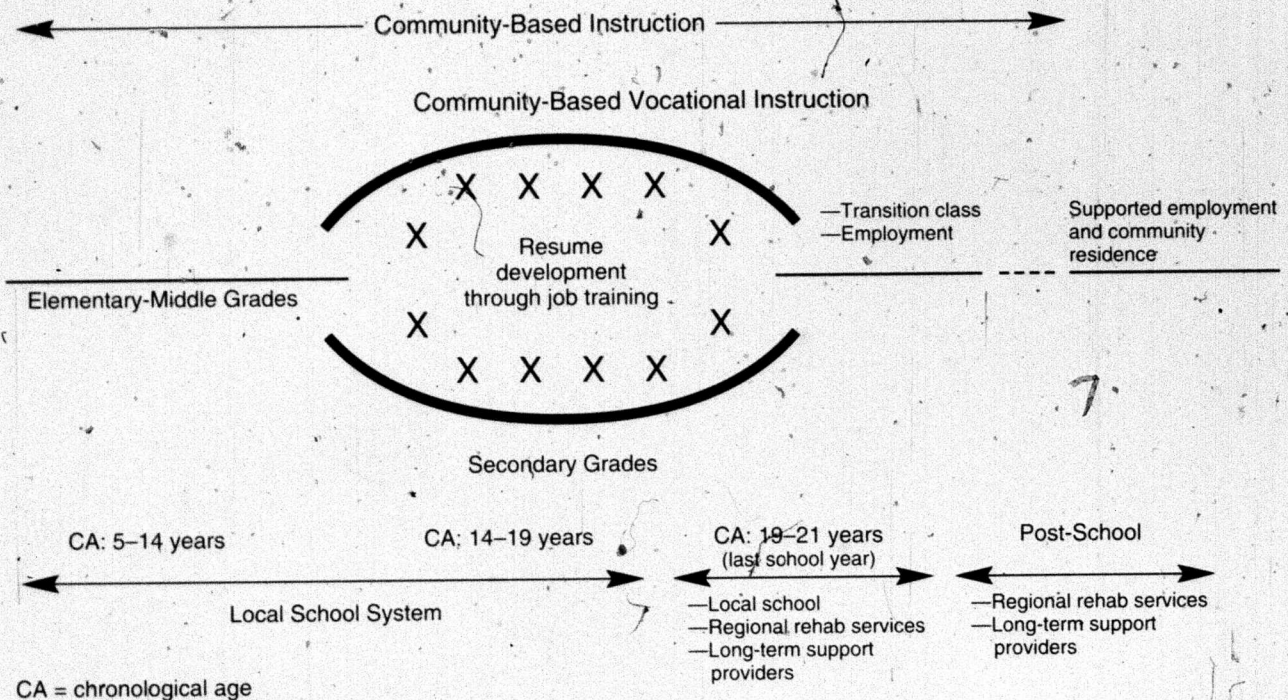 Community-Based Instruction
Community-Based Vocational Instruction
X X X X
X X
Resume
development
through job training
—Transition class
—Employment
Supported employment
and community
residence
Elementary-Middle Grades
X X
X X X X
7
Secondary Grades
CA: 5–14 years
CA: 14–19 years
CA: 19–21 years
(last school year)
Post-School
Local School System
—Local school
—Regional rehab services
—Long-term support
providers
—Regional rehab services
—Long-term support
providers
CA = chronological age